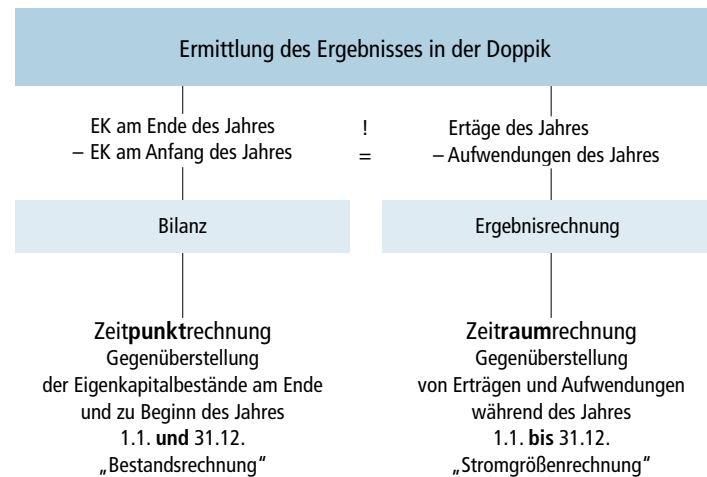 Ermittlung des Ergebnisses in der Doppik
EK am Ende des Jahres ! Erträge des Jahres
– EK am Anfang des Jahres = – Aufwendungen des Jahres
Bilanz
Ergebnisrechnung
Zeitpunktrechnung
Gegenüberstellung
der Eigenkapitalbestände am Ende
und zu Beginn des Jahres
1.1. und 31.12.
„Bestandsrechnung“
Zeitraumrechnung
Gegenüberstellung
von Erträgen und Aufwendungen
während des Jahres
1.1. bis 31.12.
„Stromgrößenrechnung“